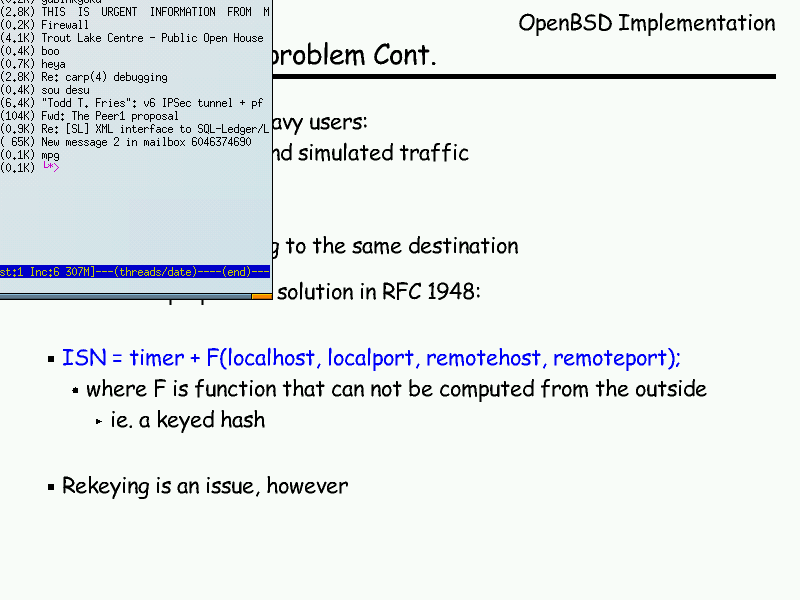 (2.8K) THIS IS URGENT INFORMATION FROM M
(0.2K) Firewall
(4.1K) Trout Lake Centre - Public Open House
(0.4K) boo
(0.7K) heya
(2.8K) Re: carp(4) debugging
(0.4K) sou desu
(6.4K) "Todd T. Fries": v6 IPSec tunnel + pf
(104K) Fwd: The Peer1 proposal
(0.9K) Re: [SL] XML interface to SQL-Ledger/L
( 65K) New message 2 in mailbox 6046374690
(0.1K) mpg
(0.1K) └*>
st:1 Inc:6 307M]---(threads/date)----(end)---
OpenBSD Implementation
problem Cont.
avy users:
nd simulated traffic
g to the same destination
solution in RFC 1948:
ISN = timer + F(localhost, localport, remotehost, remoteport);
where F is function that can not be computed from the outside
ie. a keyed hash
Rekeying is an issue, however